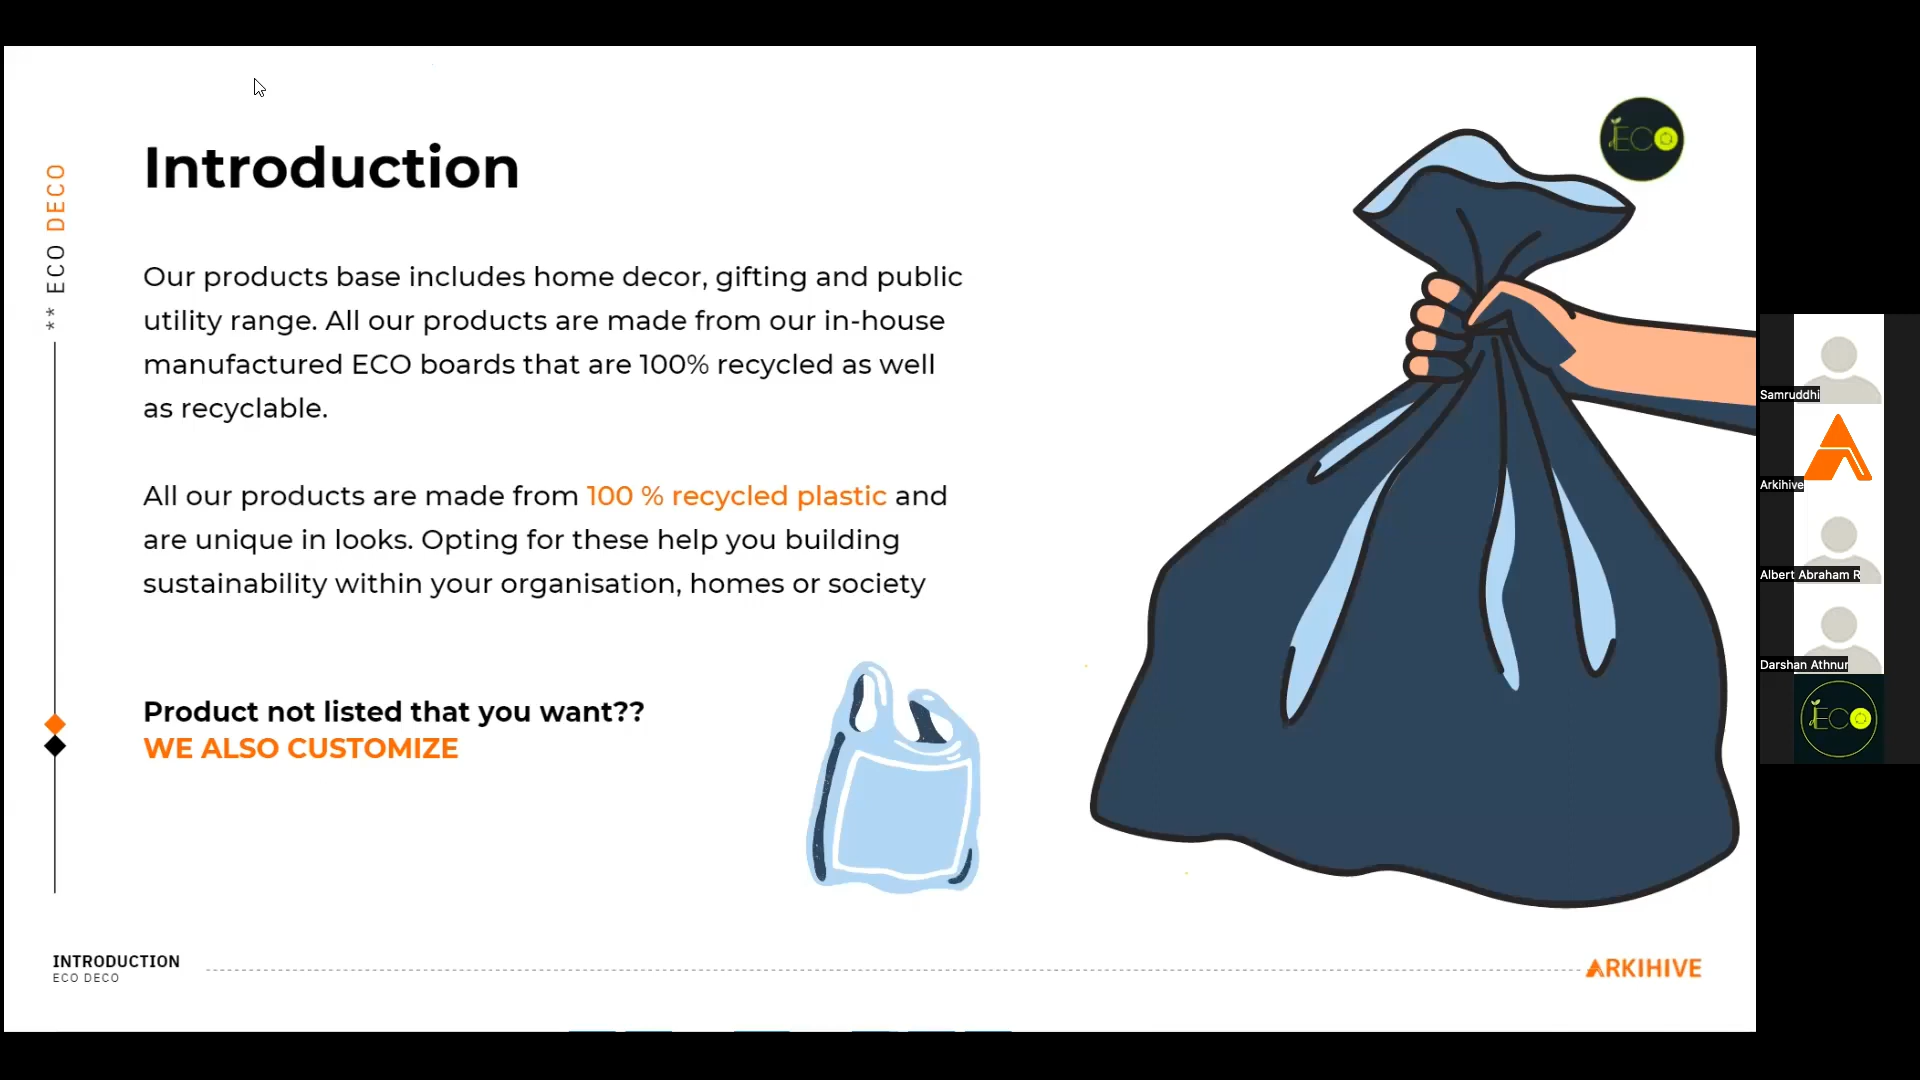 ** ECO DECO
Introduction
Our products base includes home decor, gifting and public
utility range. All our products are made from our in-house
manufactured ECO boards that are 100% recycled as well
as recyclable.
All our products are made from 100 % recycled plastic and
are unique in looks. Opting for these help you building
sustainability within your organisation, homes or society
Product not listed that you want??
WE ALSO CUSTOMIZE
INTRODUCTION
ECO DECO
ARKIHIVE
dECO
Samruddhi
Arkihive
Albert Abraham R
Darshan Athnur
dECO